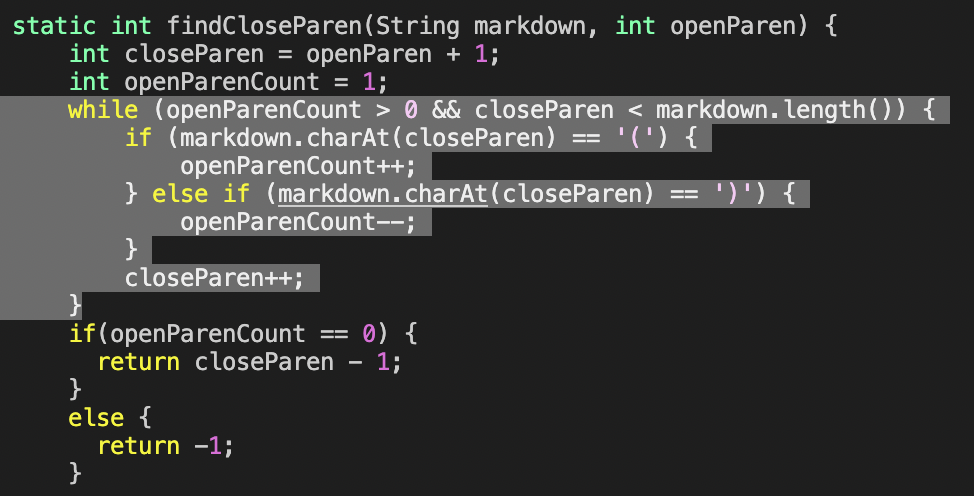 static int findCloseParen(String markdown, int openParen) {
    int closeParen = openParen + 1;
    int openParenCount = 1;
    while (openParenCount > 0 && closeParen < markdown.length()) {
        if (markdown.charAt(closeParen) == '(') {
            openParenCount++;
        } else if (markdown.charAt(closeParen) == ')') {
            openParenCount--;
        }
        closeParen++;
    }
    if(openParenCount == 0) {
      return closeParen - 1;
    }
    else {
      return -1;
    }